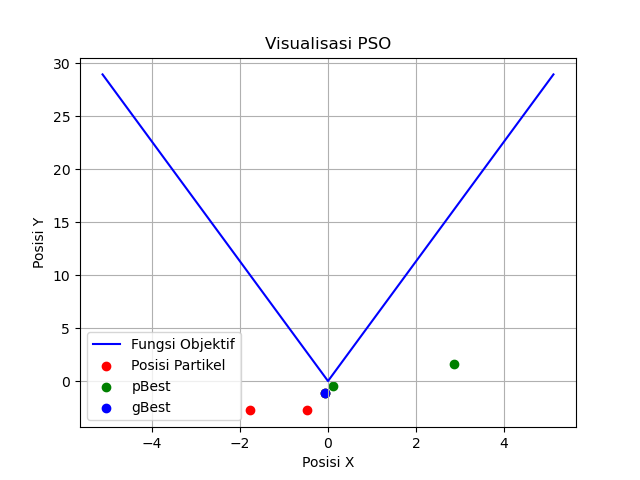 Visualisasi PSO
30
25
20
15
10
5
0
Posisi Y
Fungsi Objektif
Posisi Partikel
pBest
gBest
−4
−2
0
2
4
Posisi X